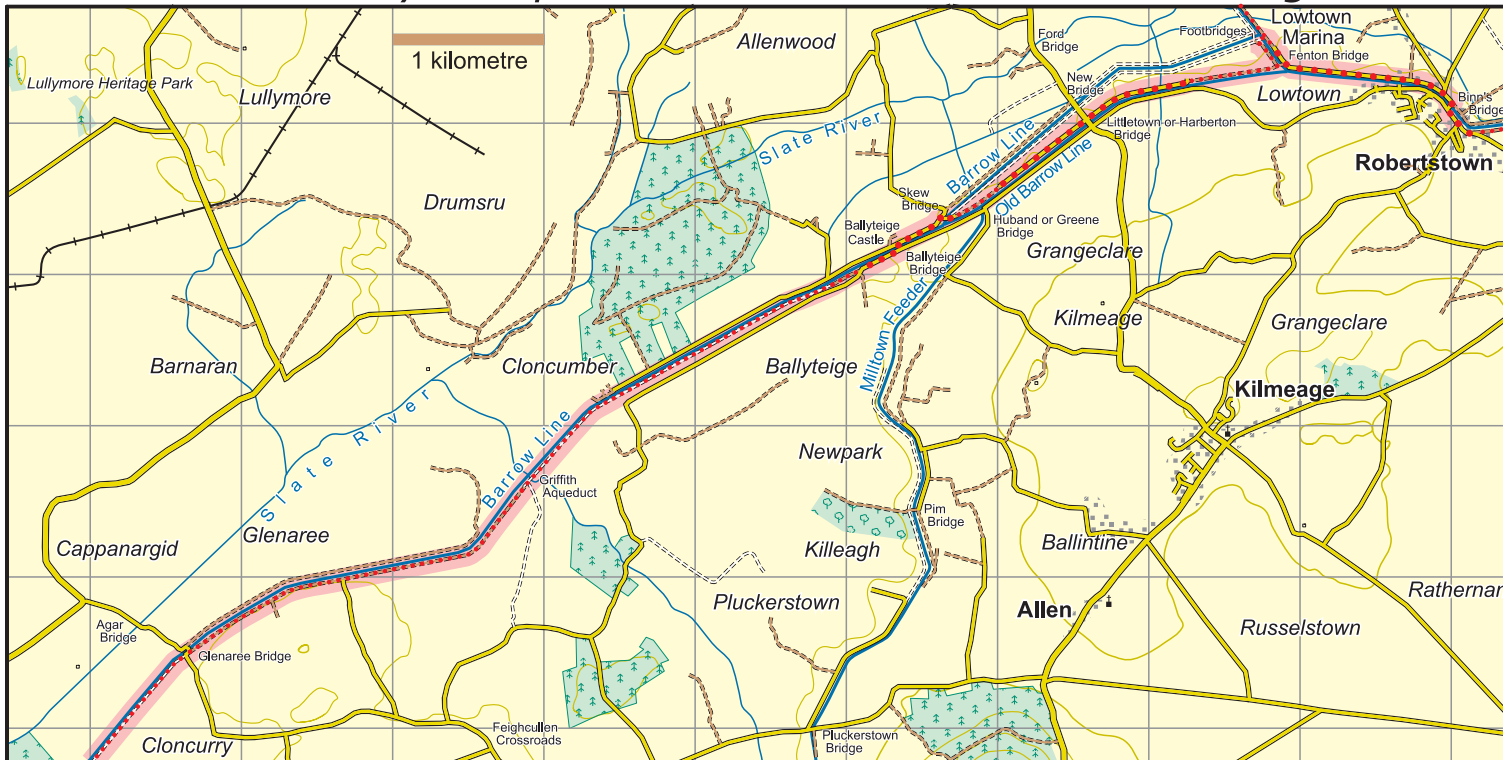 Lullymore Heritage Park
1 kilometre
Lullymore
Allenwood
Ford
Bridge
Footbridges
Lowtown
Marina
Fenton Bridge
New
Bridge
Lowtown
Binn's
Bridge
Slate River
Littletown or Harberton
Bridge
Barrow Line
Old Barrow Line
Robertstown
Drumsru
Skew
Bridge
Ballyteige
Castle
Huband or Greene
Bridge
Ballyteige
Bridge
Grangeclare
Milltown Feeder
Kilmeage
Grangeclare
Barnaran
Cloncumber
Ballyteige
Kilmeage
Slate River
Barrow Line
Newpark
Griffith
Aqueduct
Pim
Bridge
Cappanargid
Glenaree
Killeagh
Ballintine
Pluckerstown
Allen
Rathernan
Russelstown
Agar
Bridge
Glenaree Bridge
Feighcullen
Crossroads
Cloncurry
Pluckerstown
Bridge